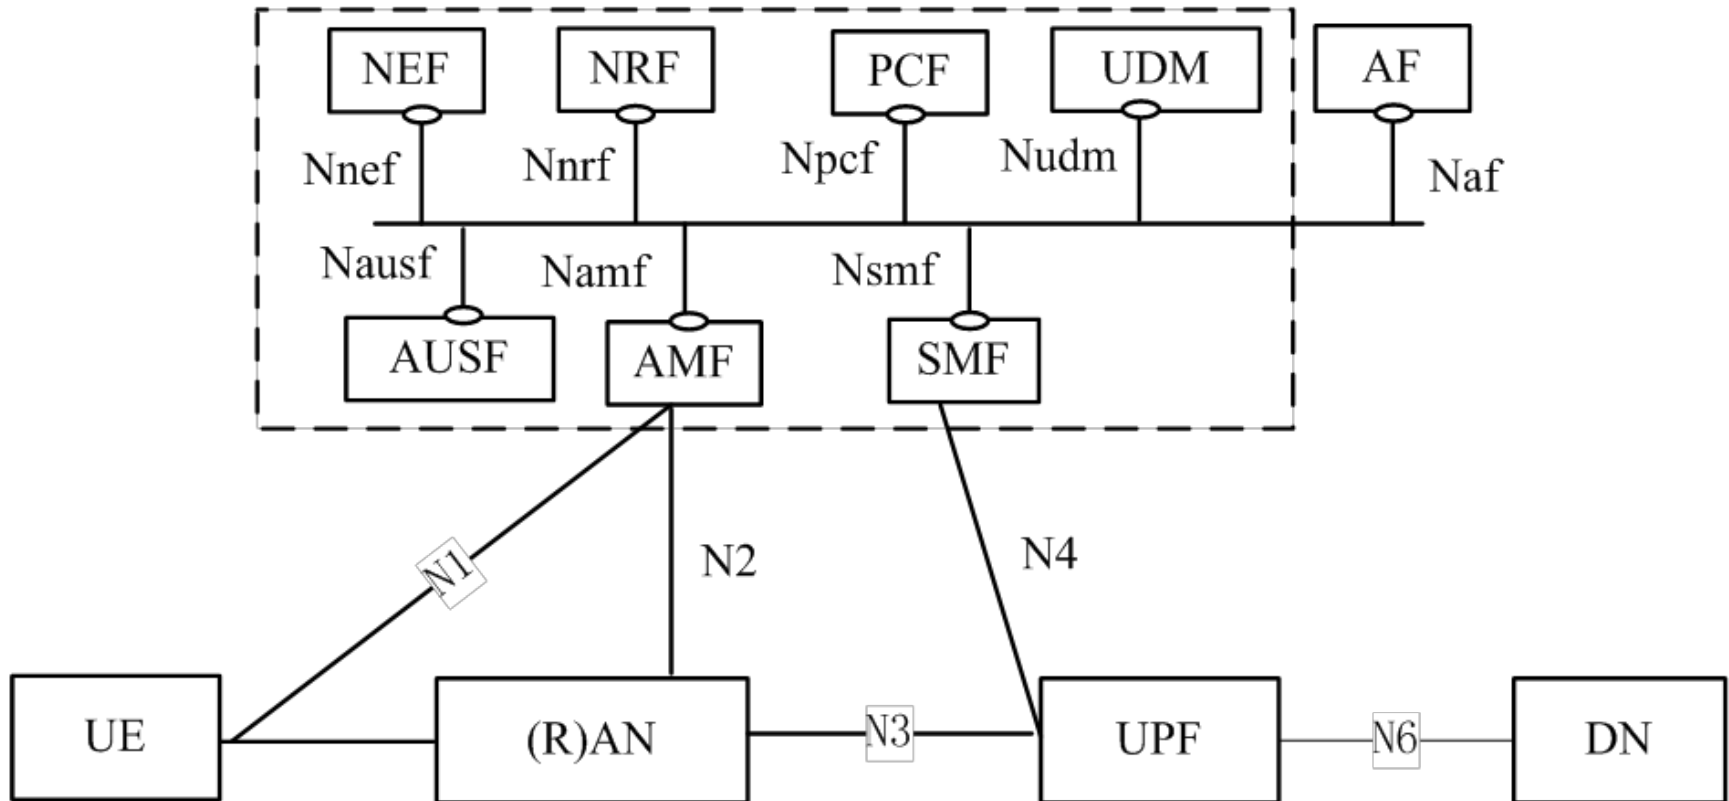 NEF
NRF
PCF
UDM
AF
Nnef
Nnrf
Npcf
Nudm
Naf
Nausf
Namf
Nsmf
AUSF
AMF
SMF
N1
N2
N4
UE
(R)AN
N3
UPF
N6
DN